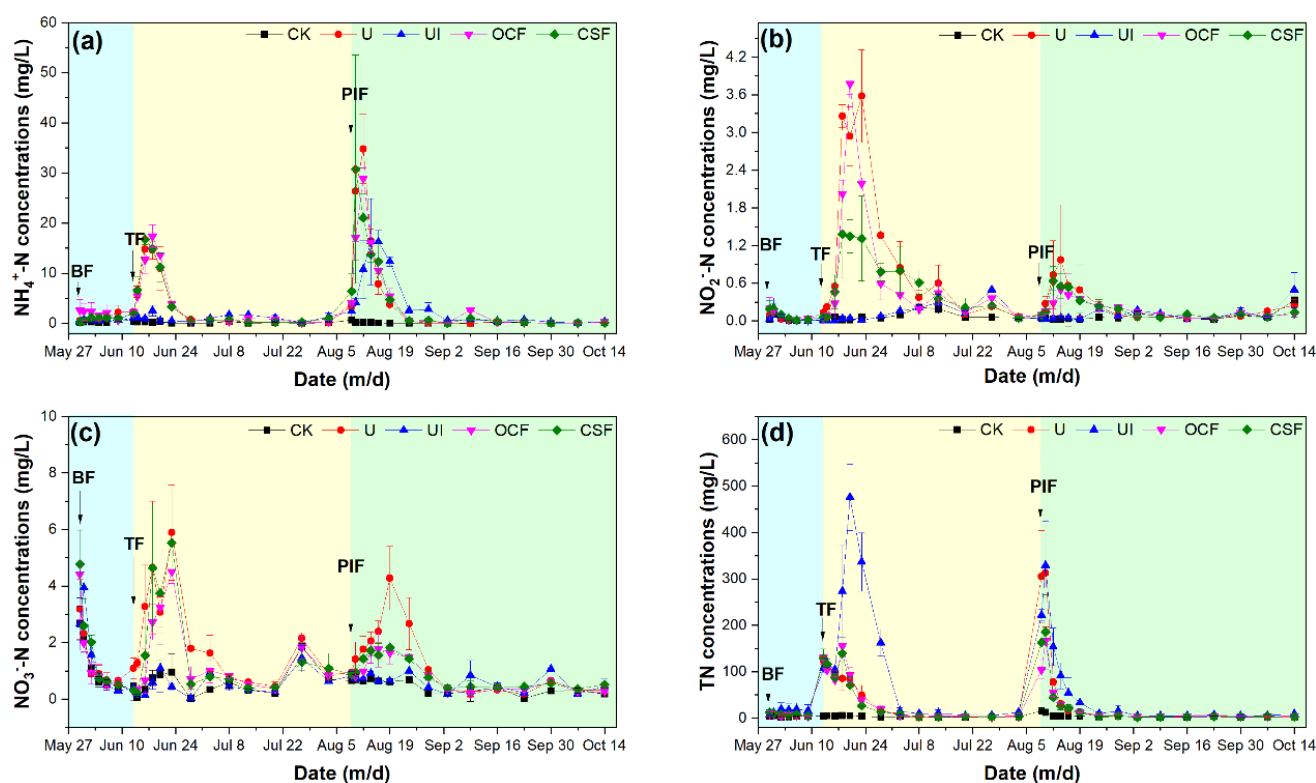 (a)
CK U UI OCF CSF
60
50
40
30
20
10
0
NH₄⁺-N concentrations (mg/L)
BF
TF
PIF
May 27 Jun 10 Jun 24 Jul 8 Jul 22 Aug 5 Aug 19 Sep 2 Sep 16 Sep 30 Oct 14
Date (m/d)
(b)
CK U UI OCF CSF
4.2
3.6
3.0
2.4
1.8
1.2
0.6
0.0
NO₂⁻-N concentrations (mg/L)
BF
TF
PIF
May 27 Jun 10 Jun 24 Jul 8 Jul 22 Aug 5 Aug 19 Sep 2 Sep 16 Sep 30 Oct 14
Date (m/d)
(c)
CK U UI OCF CSF
10
8
6
4
2
0
NO₃⁻-N concentrations (mg/L)
BF
TF
PIF
May 27 Jun 10 Jun 24 Jul 8 Jul 22 Aug 5 Aug 19 Sep 2 Sep 16 Sep 30 Oct 14
Date (m/d)
(d)
CK U UI OCF CSF
600
500
400
300
200
100
0
TN concentrations (mg/L)
BF
TF
PIF
May 27 Jun 10 Jun 24 Jul 8 Jul 22 Aug 5 Aug 19 Sep 2 Sep 16 Sep 30 Oct 14
Date (m/d)